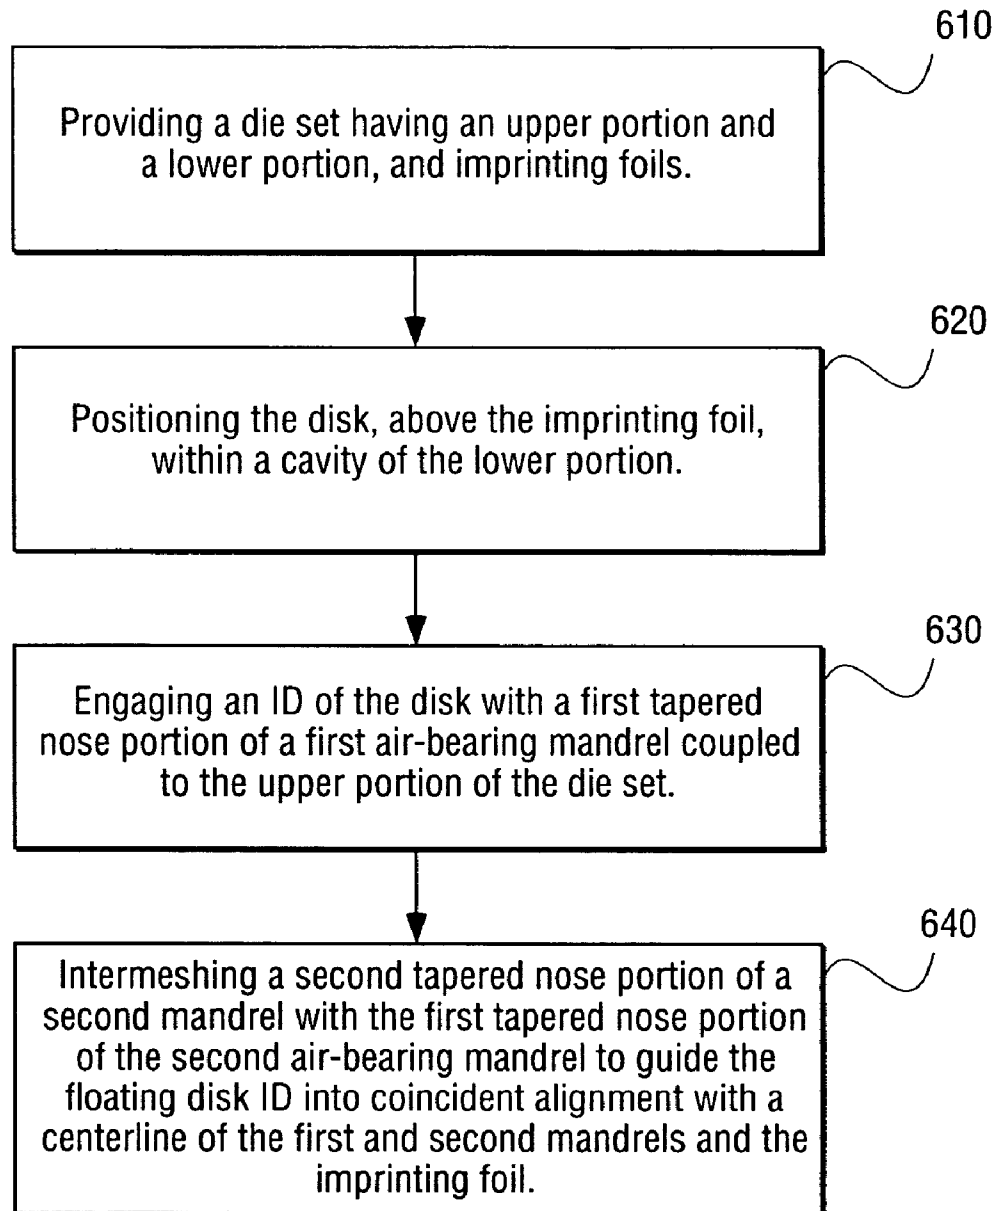 610
Providing a die set having an upper portion and
a lower portion, and imprinting foils.
620
Positioning the disk, above the imprinting foil,
within a cavity of the lower portion.
630
Engaging an ID of the disk with a first tapered
nose portion of a first air-bearing mandrel coupled
to the upper portion of the die set.
640
Intermeshing a second tapered nose portion of a
second mandrel with the first tapered nose portion
of the second air-bearing mandrel to guide the
floating disk ID into coincident alignment with a
centerline of the first and second mandrels and the
imprinting foil.